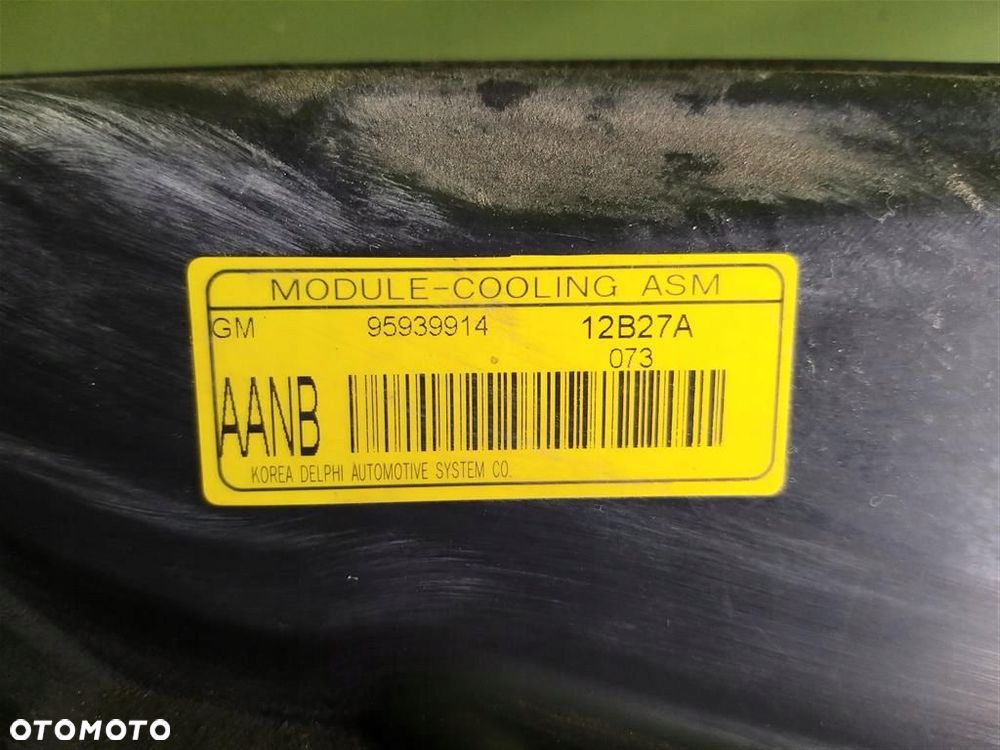 MODULE-COOLING ASM
GM 95939914 12B27A
073
AANB
KOREA DELPHI AUTOMOTIVE SYSTEM CO.
OTOMOTO